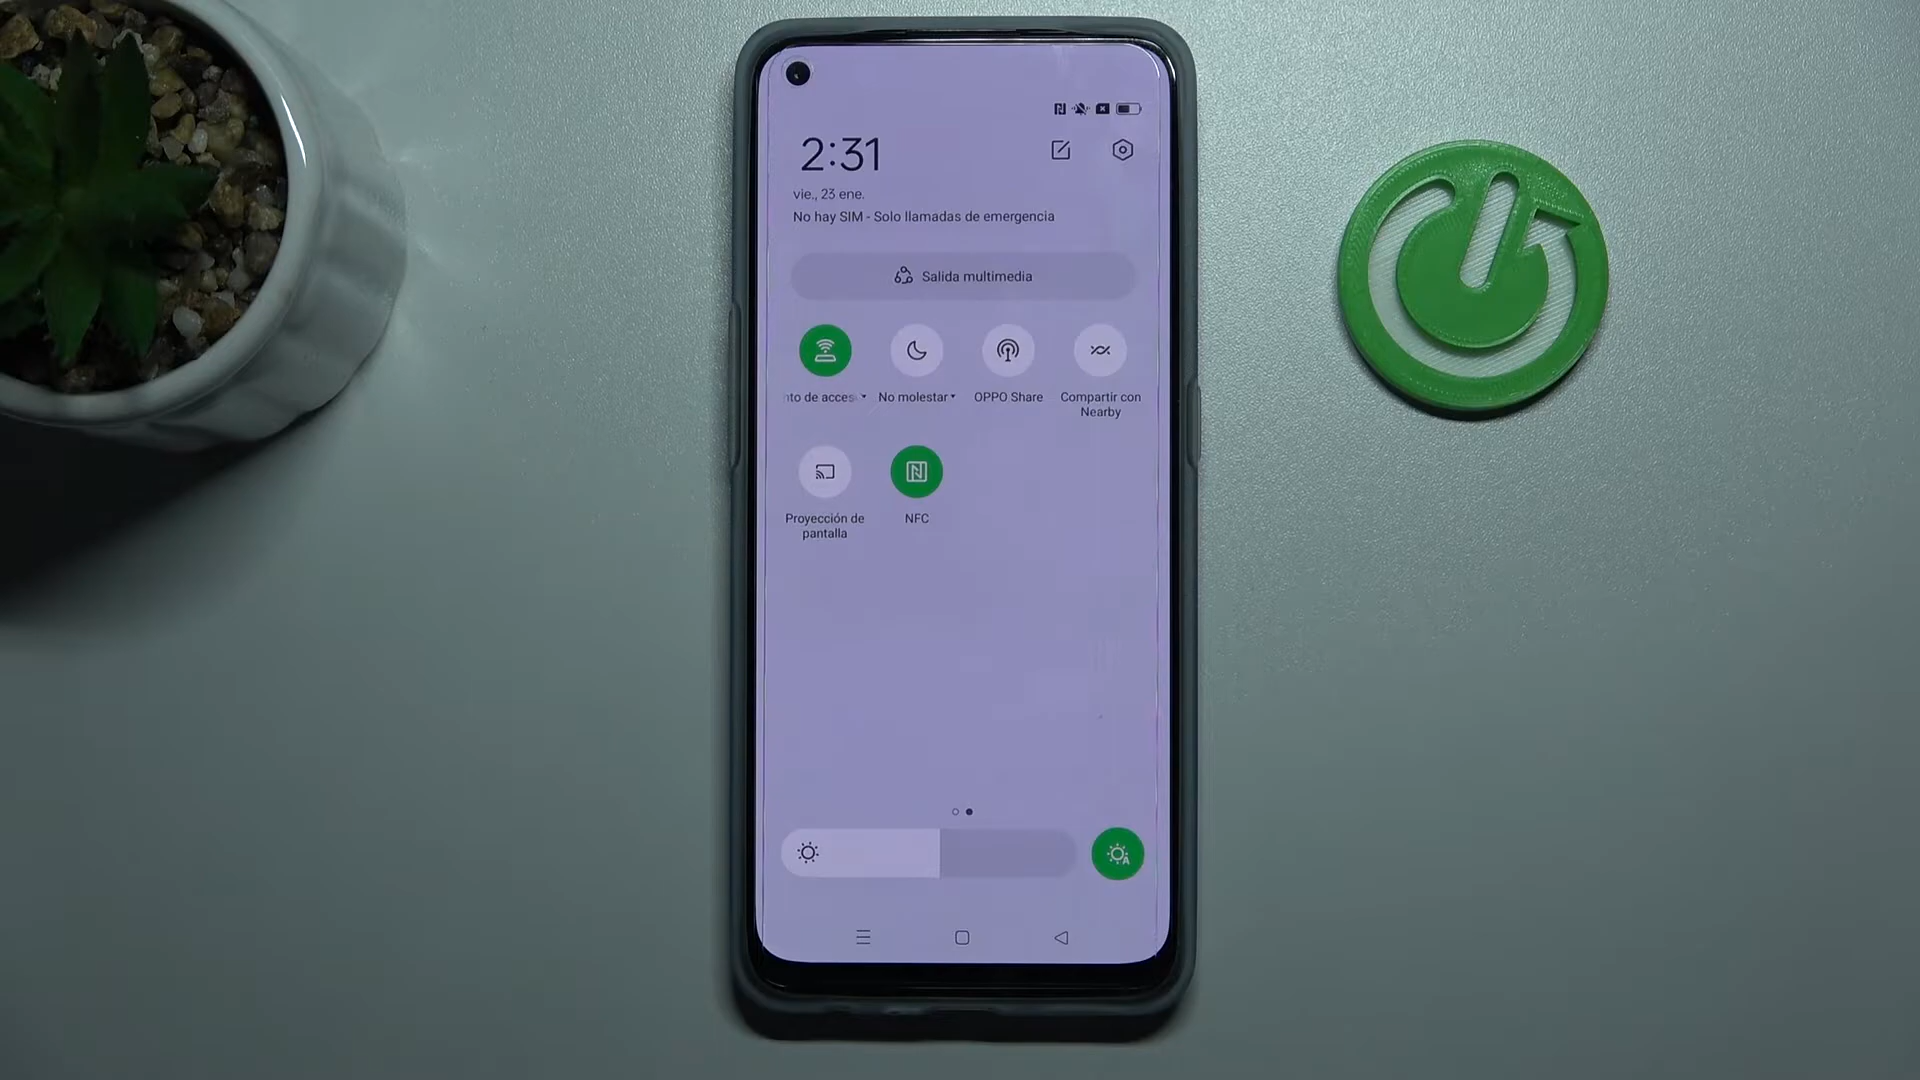 2:31
vie., 23 ene.
No hay SIM - Solo llamadas de emergencia
Salida multimedia
nto de acces
No molestar
OPPO Share
Compartir con
Nearby
Proyección de
pantalla
NFC